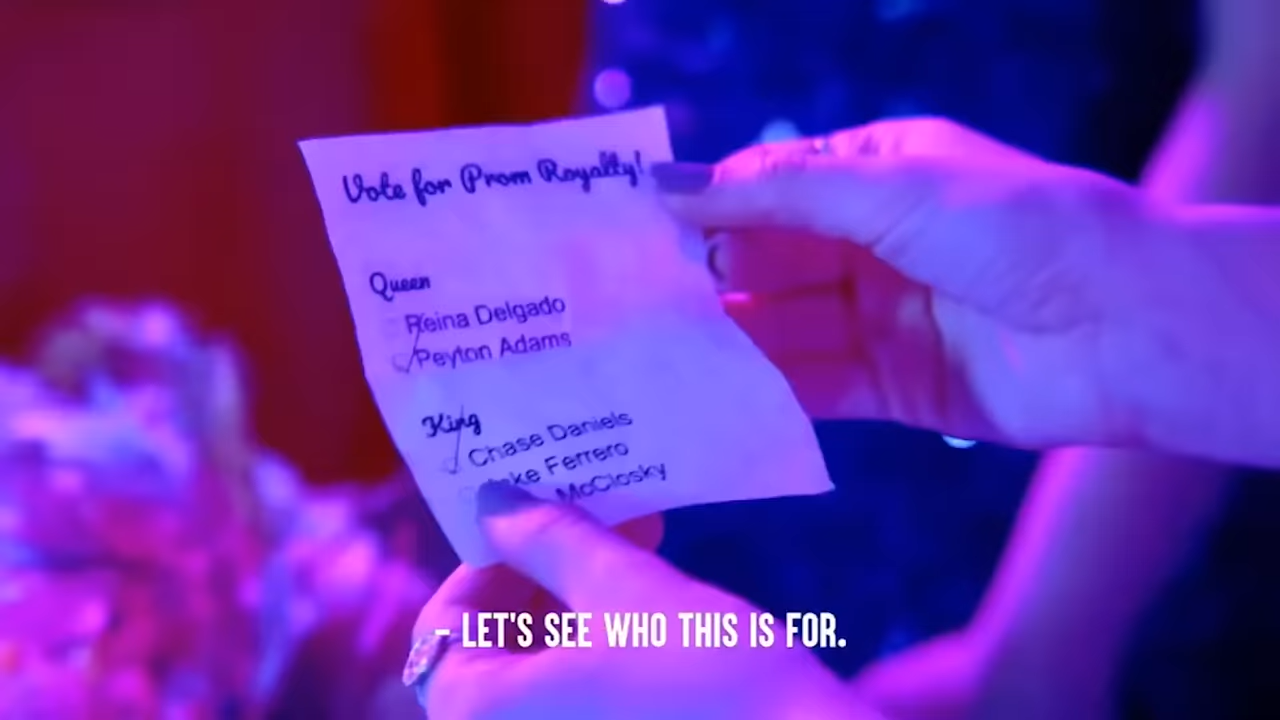 Vote for Prom Royalty!
Queen
Reina Delgado
Peyton Adams
King
Chase Daniels
Ferrero
McClosky
- LET'S SEE WHO THIS IS FOR.